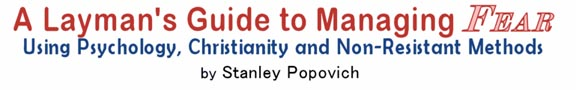 A Layman's Guide to Managing FEAR
Using Psychology, Christianity and Non-Resistant Methods
by Stanley Popovich